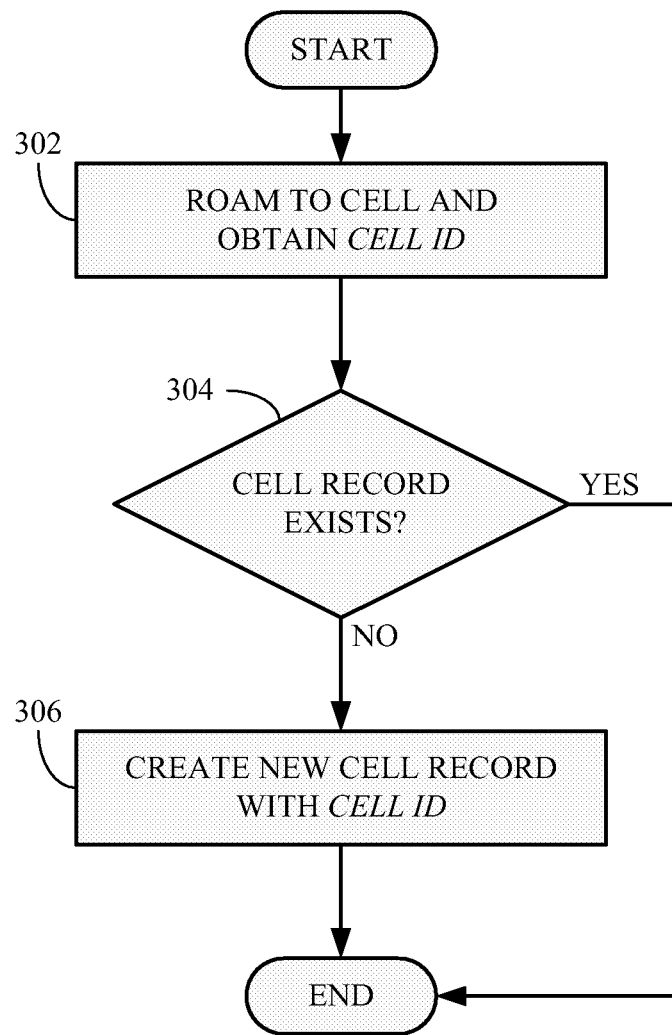 START
302
ROAM TO CELL AND
OBTAIN CELL ID
304
CELL RECORD
EXISTS?
YES
NO
306
CREATE NEW CELL RECORD
WITH CELL ID
END